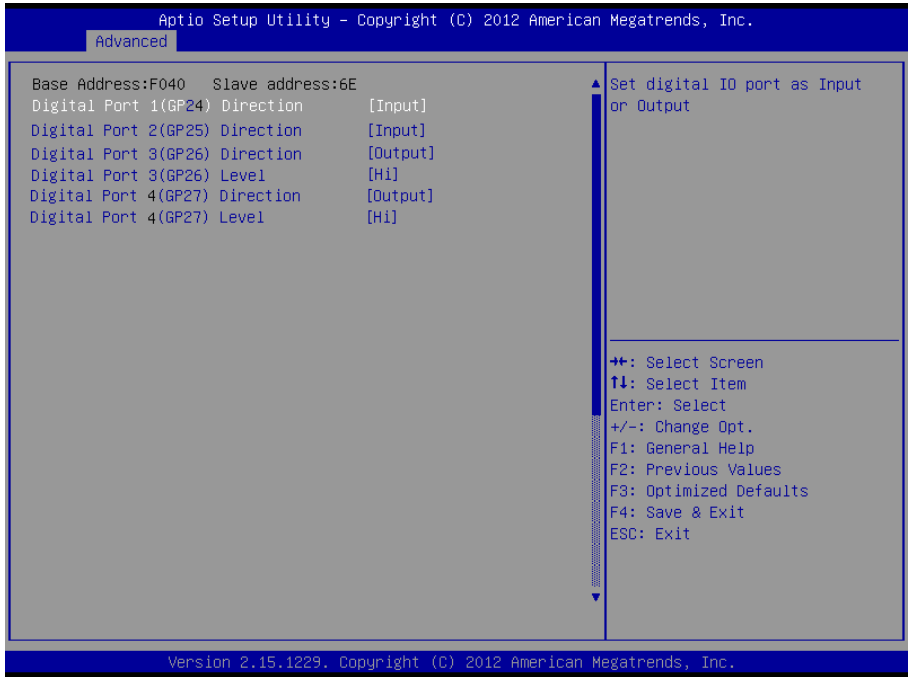 Aptio Setup Utility – Copyright (C) 2012 American Megatrends, Inc.
Advanced
Base Address:F040 Slave address:6E
Digital Port 1(GP24) Direction [Input]
Digital Port 2(GP25) Direction [Input]
Digital Port 3(GP26) Direction [Output]
Digital Port 3(GP26) Level [Hi]
Digital Port 4(GP27) Direction [Output]
Digital Port 4(GP27) Level [Hi]
Set digital IO port as Input
or Output
→←: Select Screen
↑↓: Select Item
Enter: Select
+/-: Change Opt.
F1: General Help
F2: Previous Values
F3: Optimized Defaults
F4: Save & Exit
ESC: Exit
Version 2.15.1229. Copyright (C) 2012 American Megatrends, Inc.